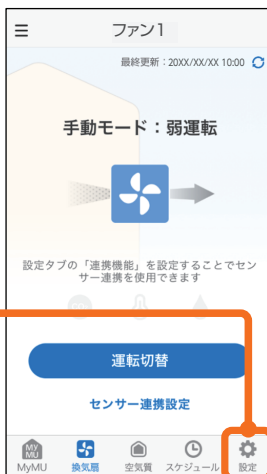 ファン1
最終更新：20XX/XX/XX 10:00
手動モード：弱運転
設定タブの「連携機能」を設定することでセン
サー連携を使用できます
運転切替
センサー連携設定
MY
MU
MyMU 換気扇 空気質 スケジュール 設定